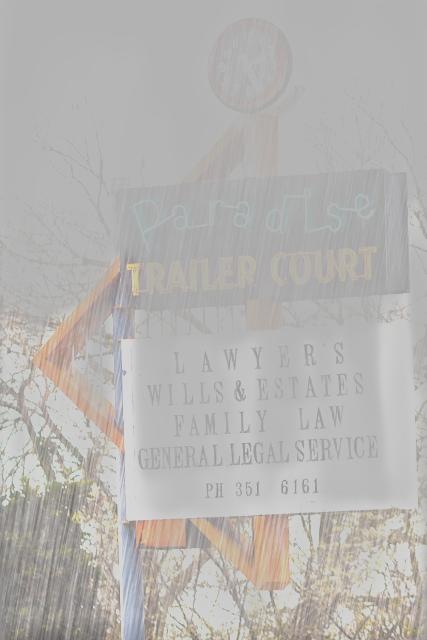 Paradise
TRAILER COURT
LAWYER'S
WILLS & ESTATES
FAMILY LAW
GENERAL LEGAL SERVICE
PH 351 6161